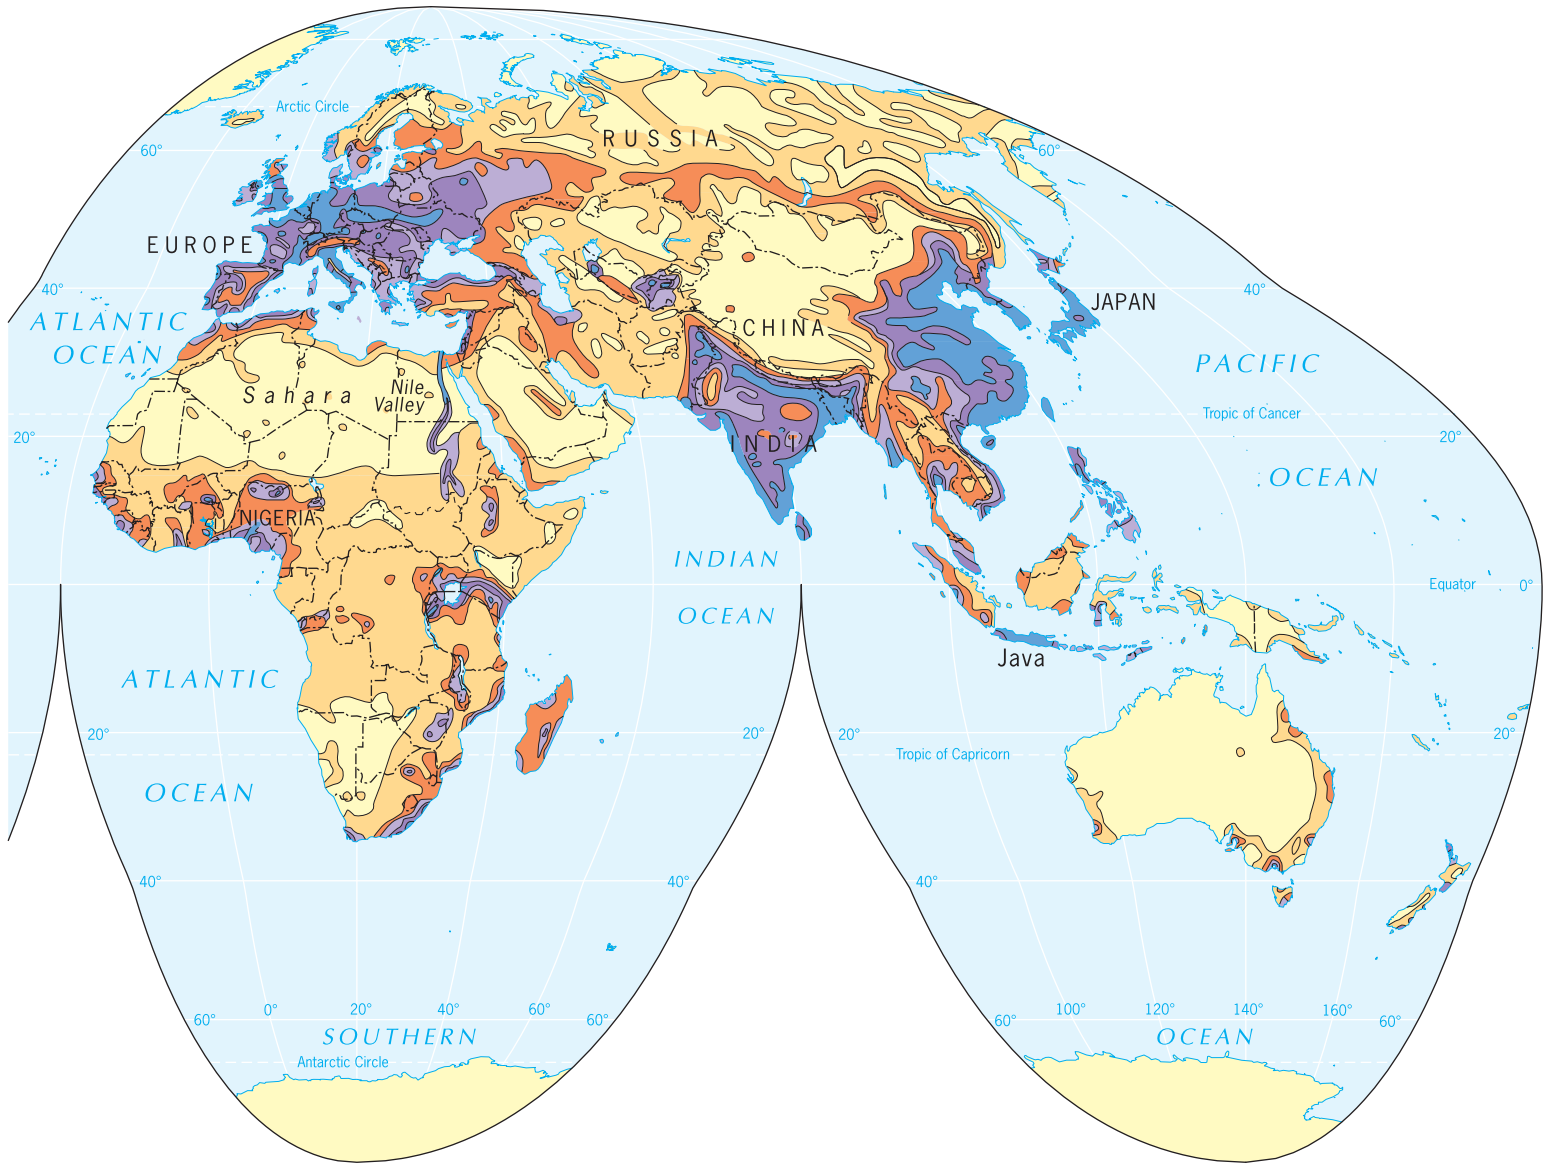 Arctic Circle
60°
60°
RUSSIA
EUROPE
40°
40°
JAPAN
ATLANTIC
OCEAN
CHINA
PACIFIC
Sahara
Nile
Valley
Tropic of Cancer
20°
INDIA
20°
OCEAN
NIGERIA
INDIAN
OCEAN
Equator
0°
Java
ATLANTIC
OCEAN
20°
20°
20°
20°
Tropic of Capricorn
40°
40°
40°
60°
0°
20°
40°
60°
60°
60°
100°
120°
140°
160°
60°
SOUTHERN
OCEAN
Antarctic Circle